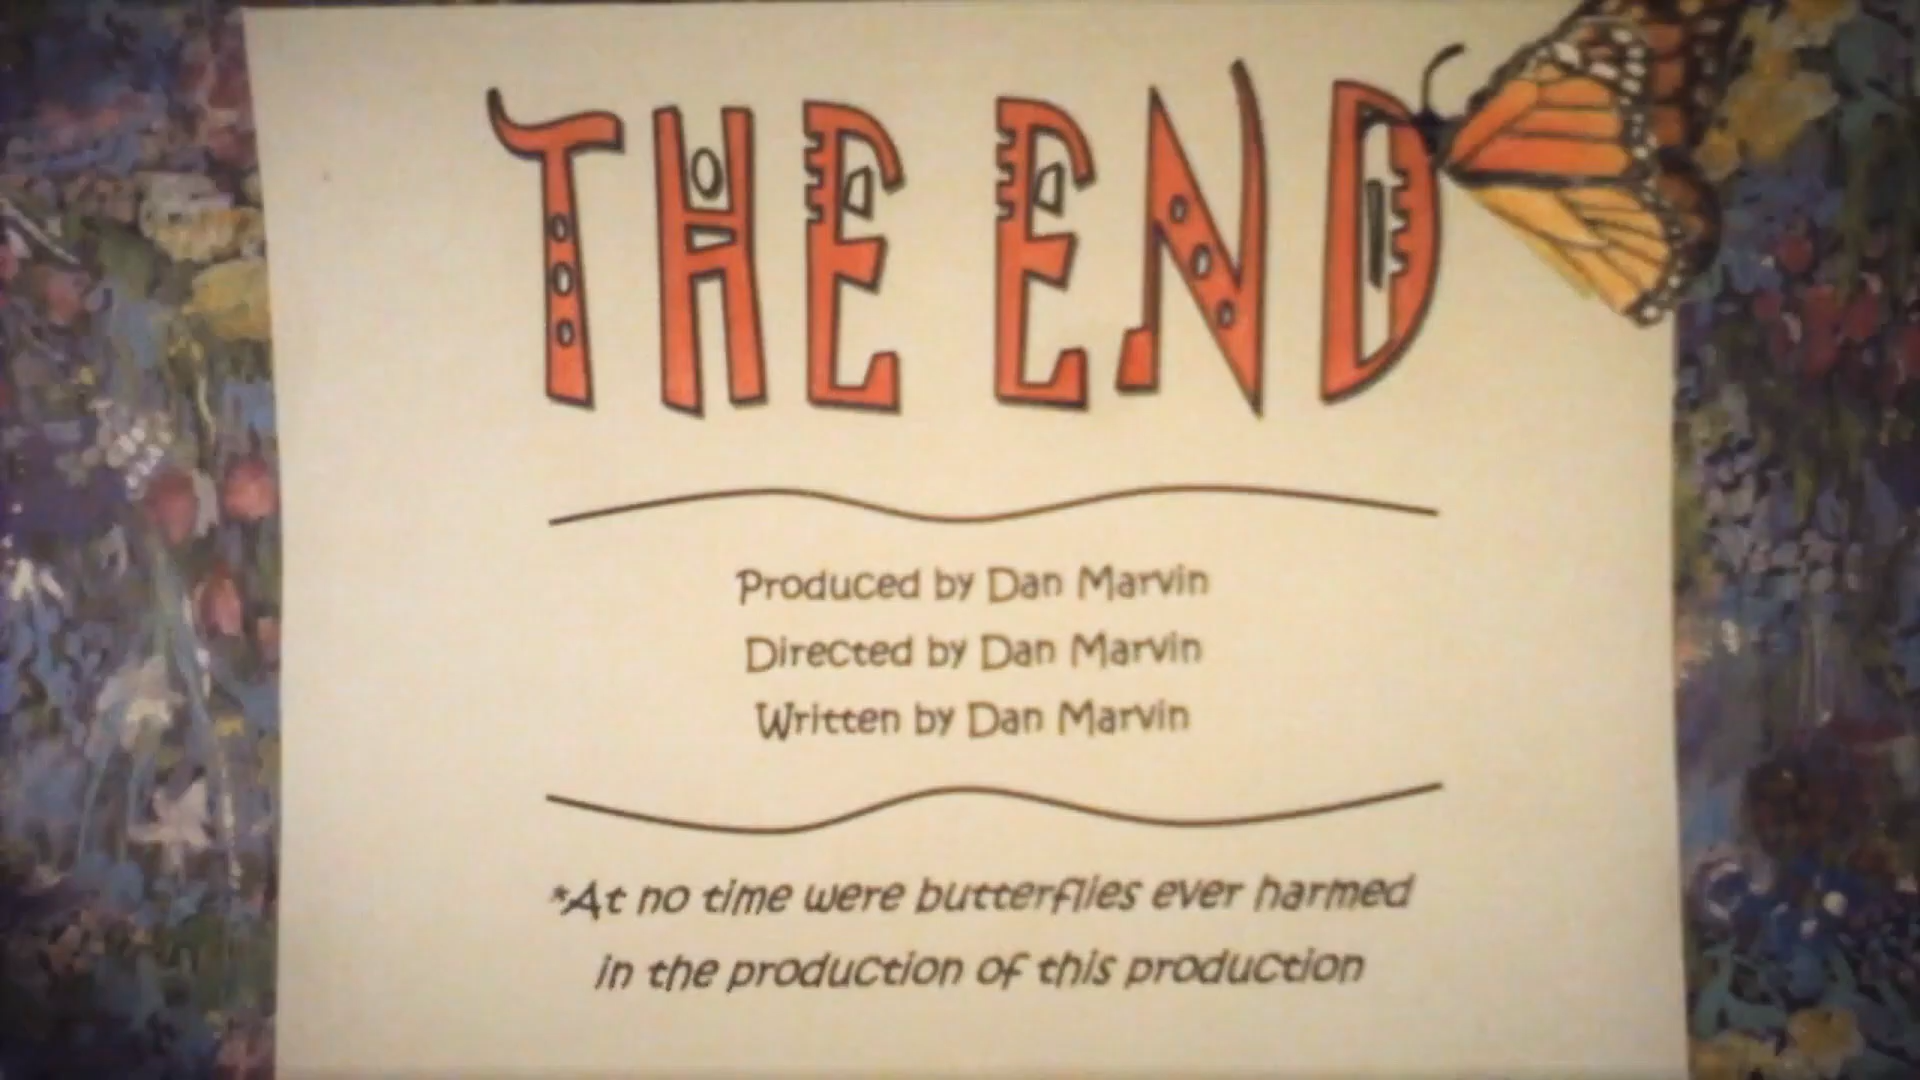 THE END
Produced by Dan Marvin
Directed by Dan Marvin
Written by Dan Marvin
*At no time were butterflies ever harmed
in the production of this production